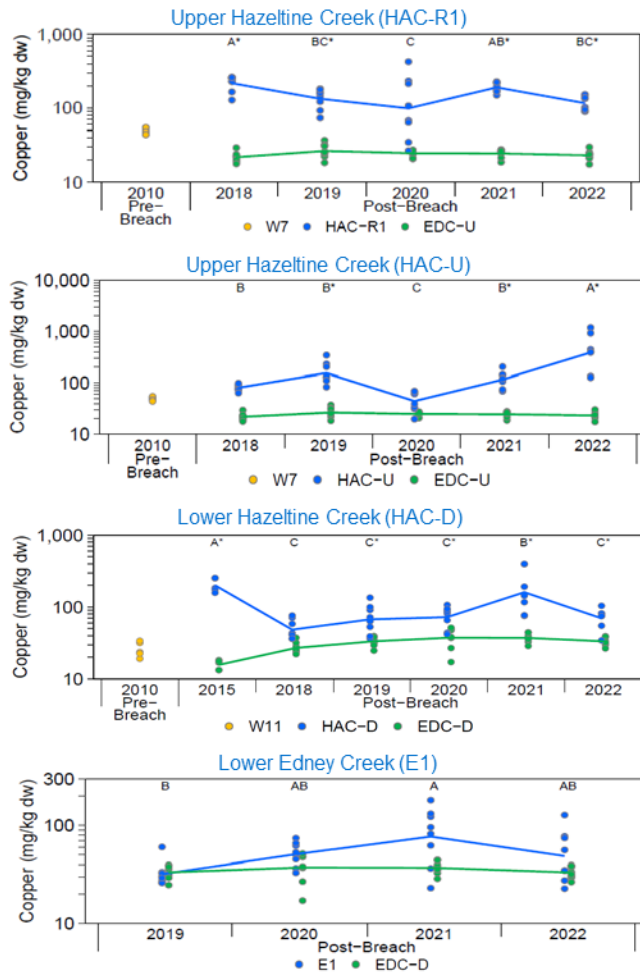 Upper Hazeltine Creek (HAC-R1)
1,000
A* BC* C AB* BC*
Copper (mg/kg dw)
100
10
2010 2018 2019 2020 2021 2022
Pre-Breach Post-Breach
W7 HAC-R1 EDC-U
Upper Hazeltine Creek (HAC-U)
10,000
B B* C B* A*
Copper (mg/kg dw)
1,000
100
10
2010 2018 2019 2020 2021 2022
Pre-Breach Post-Breach
W7 HAC-U EDC-U
Lower Hazeltine Creek (HAC-D)
1,000
A* C C* C* B* C*
Copper (mg/kg dw)
100
10
2010 2015 2018 2019 2020 2021 2022
Pre-Breach Post-Breach
W11 HAC-D EDC-D
Lower Edney Creek (E1)
300
B AB A AB
Copper (mg/kg dw)
100
10
2019 2020 2021 2022
Post-Breach
E1 EDC-D